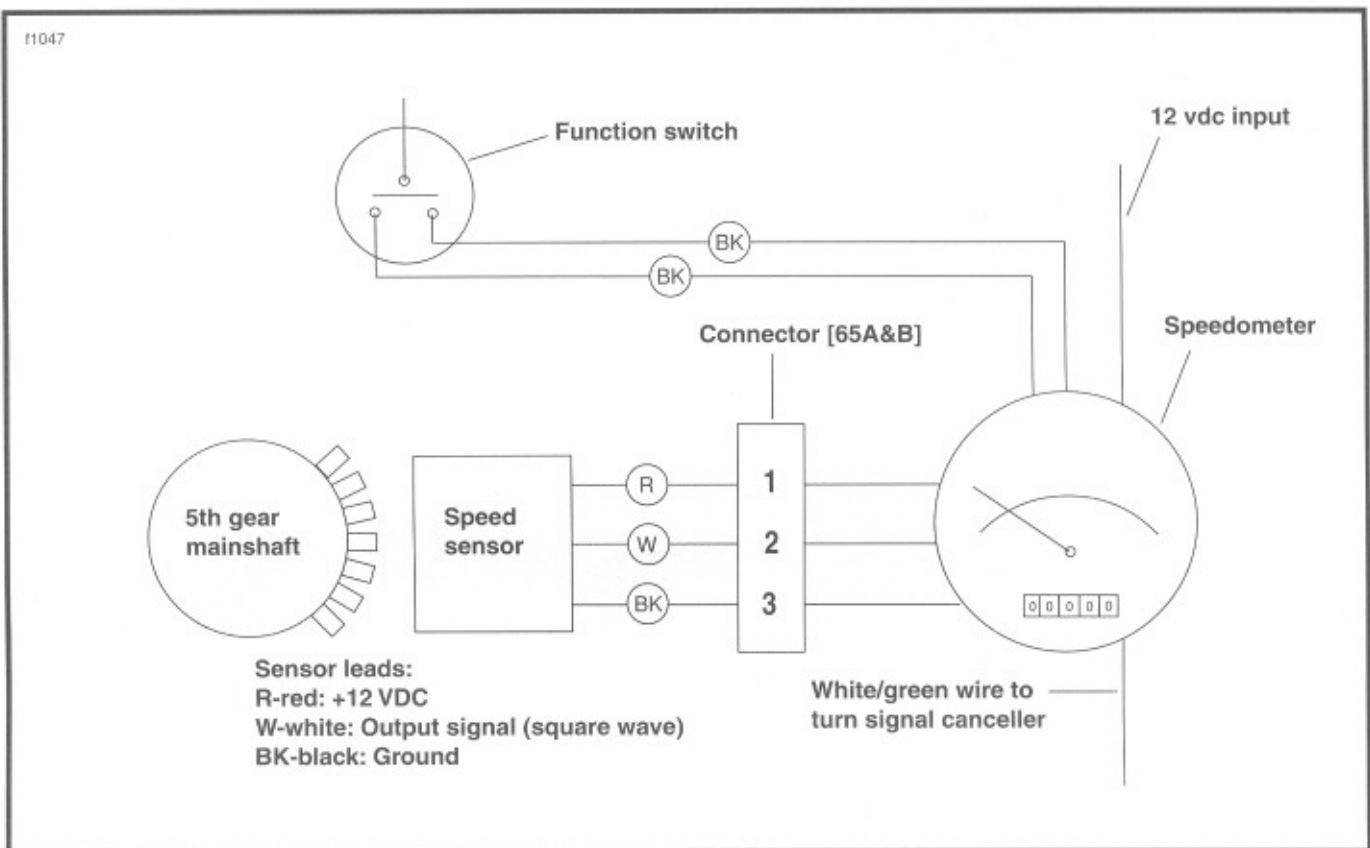 f1047
Function switch
12 vdc input
BK
BK
Connector [65A&B]
Speedometer
5th gear
mainshaft
Speed
sensor
R
1
W
2
BK
3
00000
Sensor leads:
R-red: +12 VDC
W-white: Output signal (square wave)
BK-black: Ground
White/green wire to
turn signal canceller